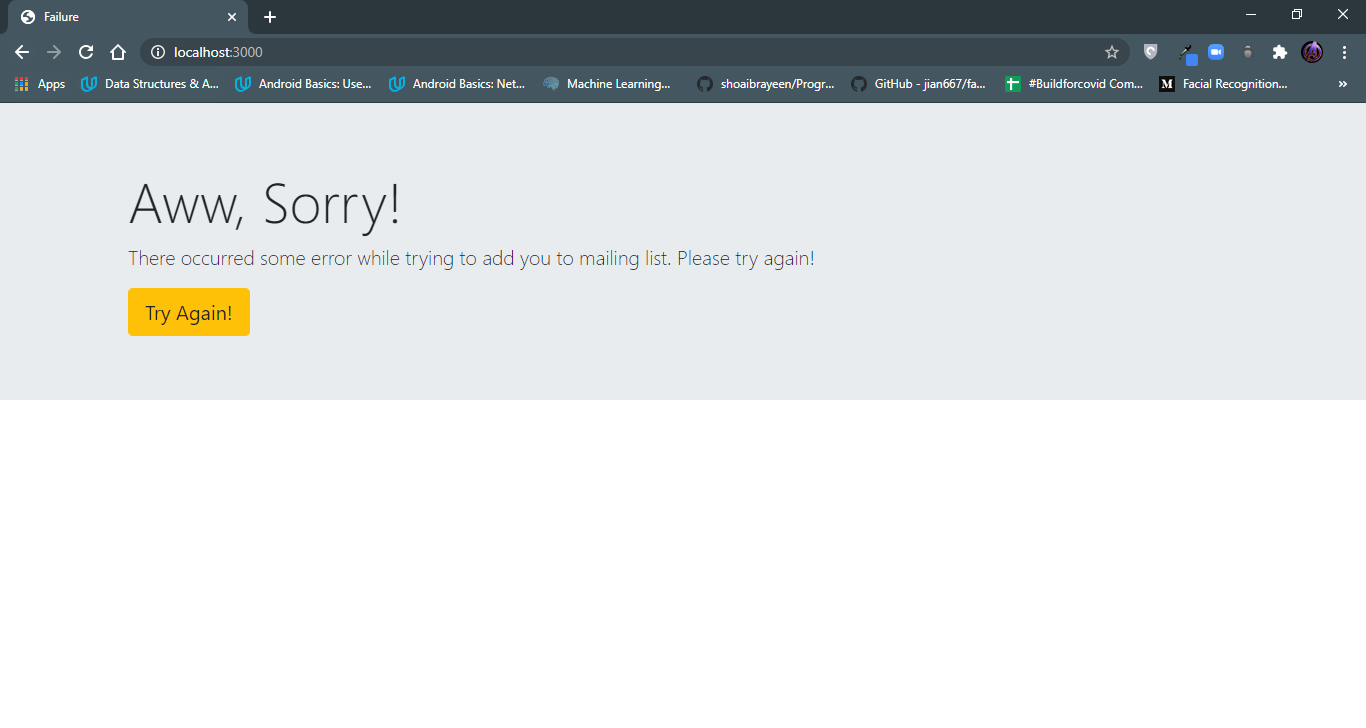 Failure
localhost:3000
Apps
Data Structures & A...
Android Basics: Use...
Android Basics: Net...
Machine Learning...
shoaibrayeen/Progr...
GitHub - jian667/fa...
#Buildforcovid Com...
M
Facial Recognition...
»
Aww, Sorry!
There occurred some error while trying to add you to mailing list. Please try again!
Try Again!